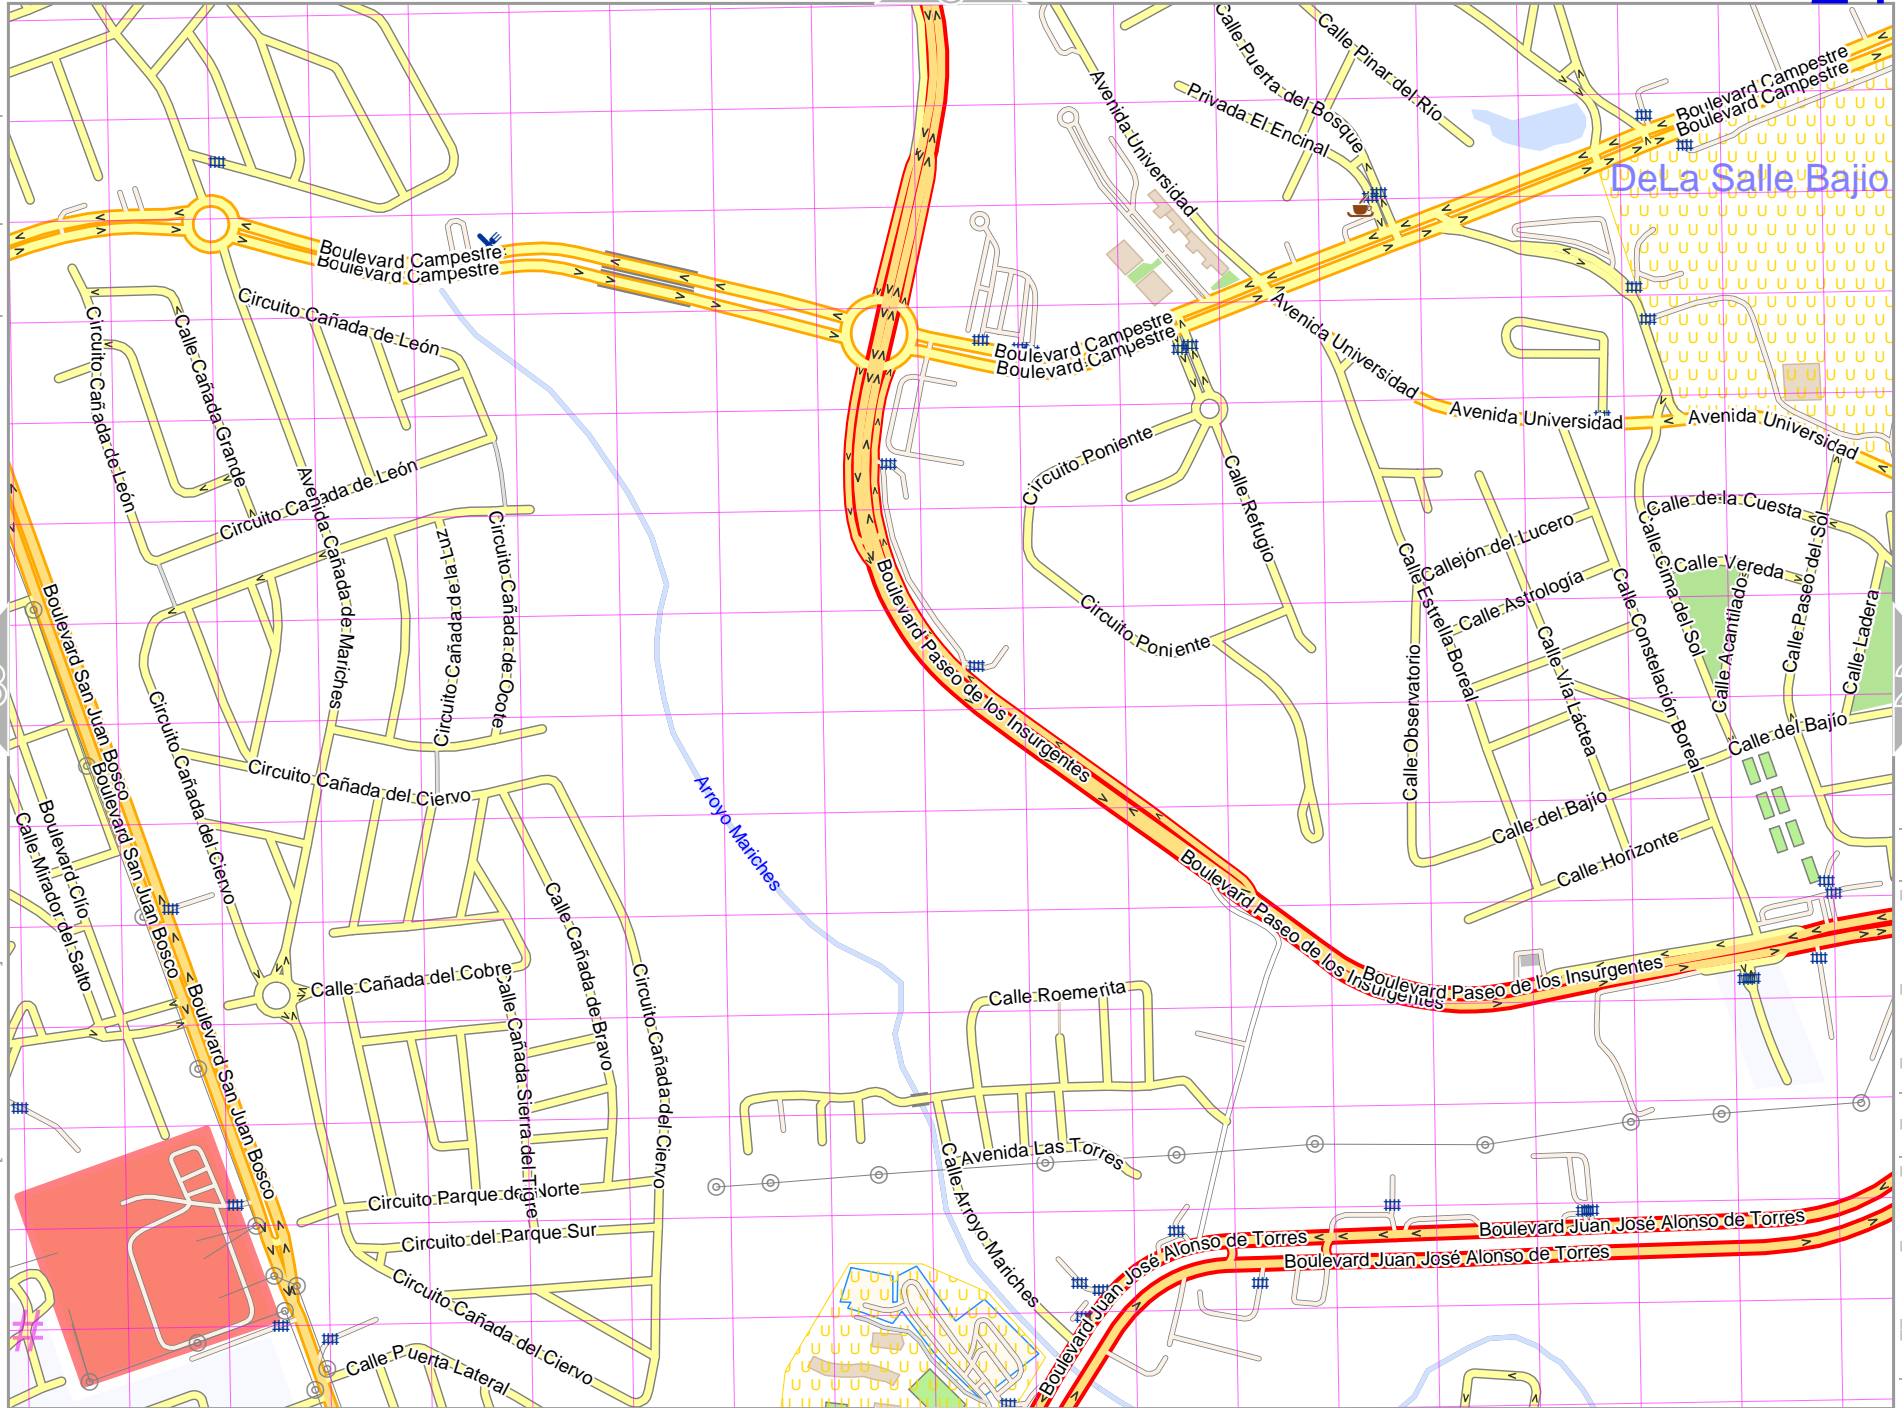 Calle Puerta del Bosque
Calle Pinar del Río
Privada El Encinal
Avenida Universidad
Boulevard Campestre
Boulevard Campestre
DeLa Salle Bajio
Boulevard Campestre
Boulevard Campestre
Circuito Cañada de León
Circuito Cañada de León
Calle Cañada Grande
Boulevard Campestre
Boulevard Campestre
Avenida Universidad
Avenida Universidad
Avenida Universidad
Circuito Cañada de León
Avenida Cañada de Mariches
Circuito Poniente
Calle Refugio
Calle de la Cuesta
Callejón del Lucero
Calle Vereda
Calle Astrología
Circuito Cañada de la Luz
Circuito Cañada de Ocote
Circuito Poniente
Calle Estrella Boreal
Calle Observatorio
Calle Vía Láctea
Calle Constelación Boreal
Calle Cima del Sol
Calle Acantilado
Calle Paseo del Sol
Calle Ladera
Boulevard San Juan Bosco
Boulevard Paseo de los Insurgentes
Calle del Bajío
Circuito Cañada del Ciervo
Circuito Cañada del Ciervo
Arroyo Mariches
Calle del Bajío
Calle Horizonte
Boulevard San Juan Bosco
Boulevard Clío
Calle Mirador del Salto
Boulevard Paseo de los Insurgentes
Boulevard Paseo de los Insurgentes
Calle Cañada del Cobre
Calle Cañada de Bravo
Circuito Cañada del Ciervo
Calle Cañada Sierra del Tigre
Calle Roemerita
Boulevard San Juan Bosco
Avenida Las Torres
Calle Arroyo Mariches
Circuito Parque del Norte
Circuito del Parque Sur
Boulevard Juan José Alonso de Torres
Boulevard Juan José Alonso de Torres
Boulevard Juan José Alonso de Torres
Circuito Cañada del Ciervo
Calle Puerta Lateral
#